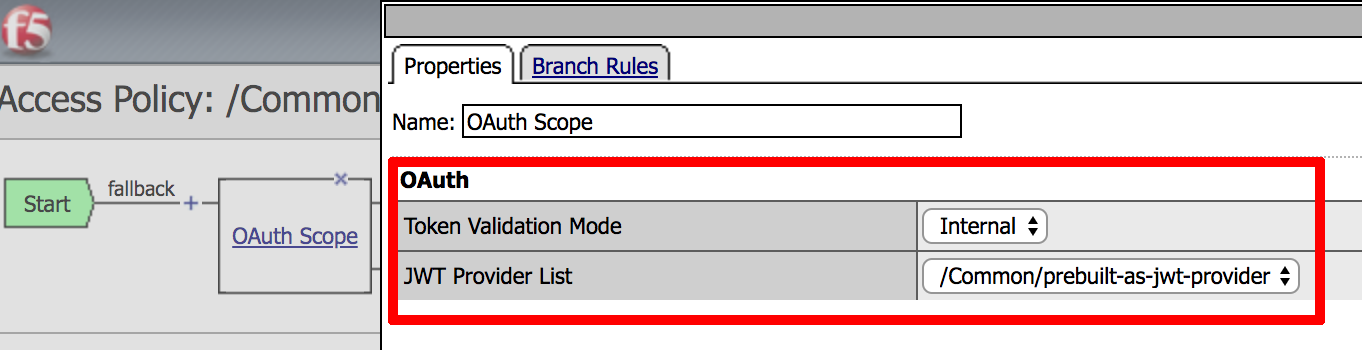 f5
Properties
Branch Rules
Access Policy: /Common
Name: OAuth Scope
fallback
Start
OAuth Scope
OAuth
Token Validation Mode
Internal
JWT Provider List
/Common/prebuilt-as-jwt-provider